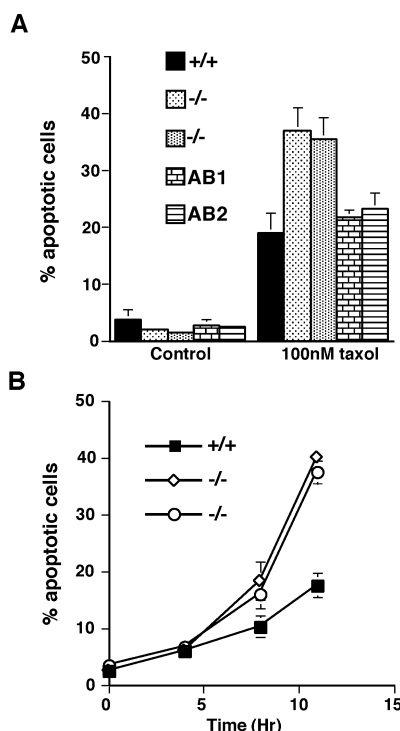 A
% apoptotic cells
50
40
30
20
10
0
+/+
-/-
-/-
AB1
AB2
Control 100nM taxol
B
% apoptotic cells
50
40
30
20
10
0
+/+
-/-
-/-
0 5 10 15
Time (Hr)